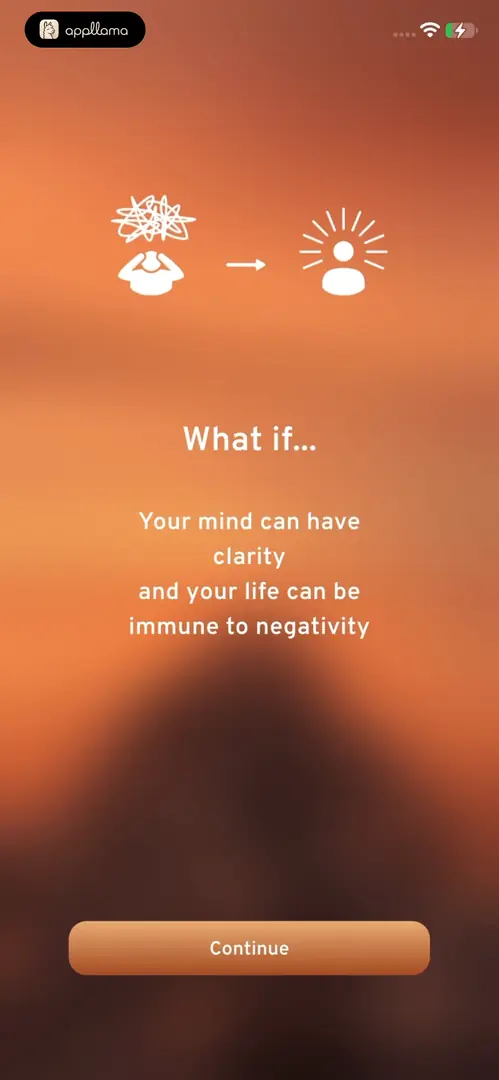 appllama
What if...
Your mind can have
clarity
and your life can be
immune to negativity
Continue